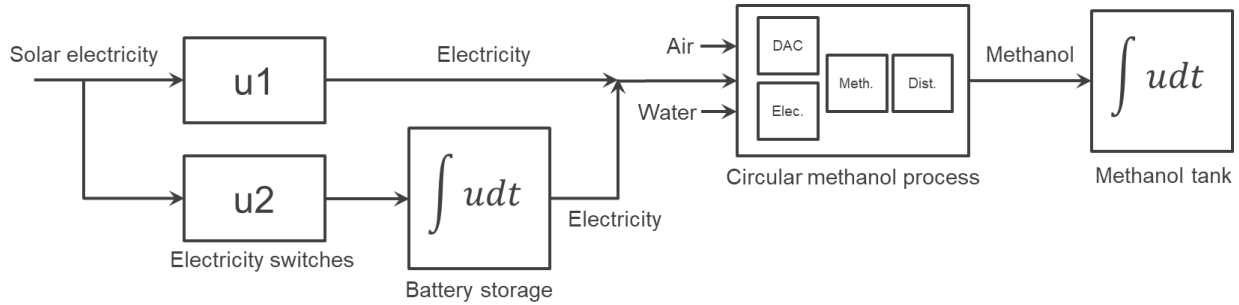 Solar electricity
u1
Electricity
u2
Electricity switches
∫ udt
Battery storage
Electricity
Air
Water
DAC
Elec.
Meth.
Dist.
Circular methanol process
Methanol
∫ udt
Methanol tank